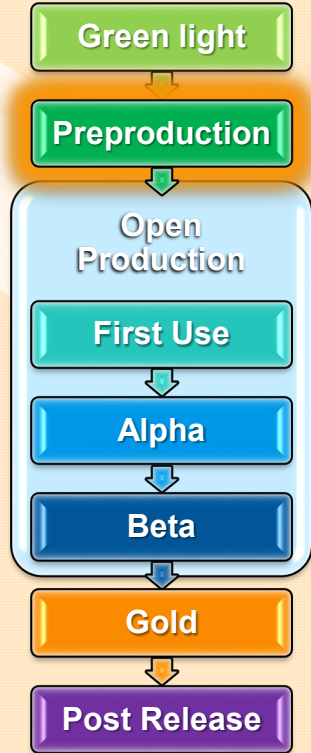 Green light
Preproduction
Open
Production
First Use
Alpha
Beta
Gold
Post Release